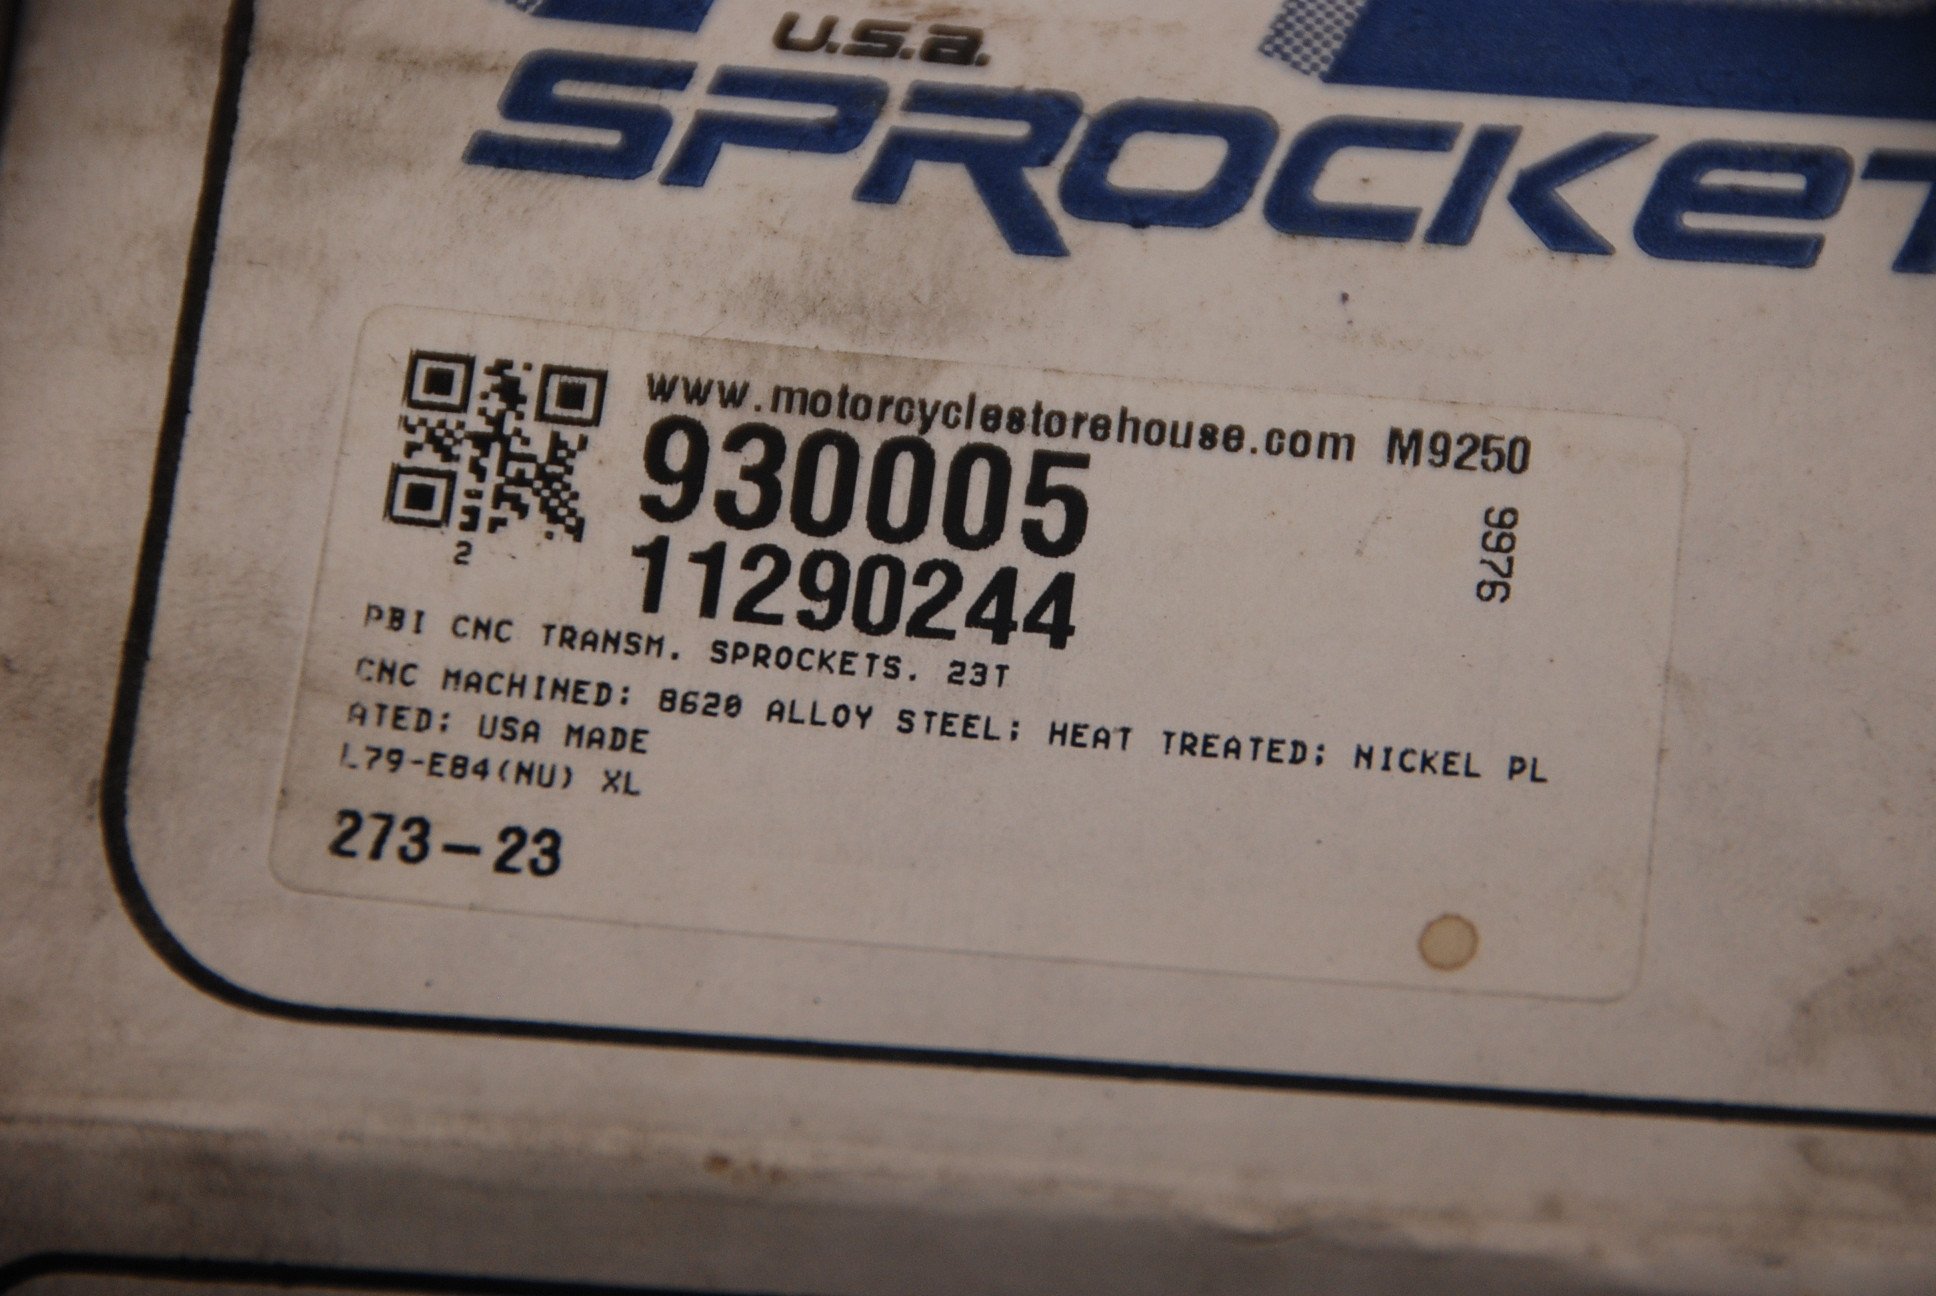 U.S.a.
SPROCKET
www.motorcyclestorehouse.com M9250
930005
9976
11290244
2
PBI CNC TRANSM. SPROCKETS. 23T
CNC MACHINED; 8620 ALLOY STEEL; HEAT TREATED; NICKEL PL
ATED; USA MADE
L79-E84(NU) XL
273-23